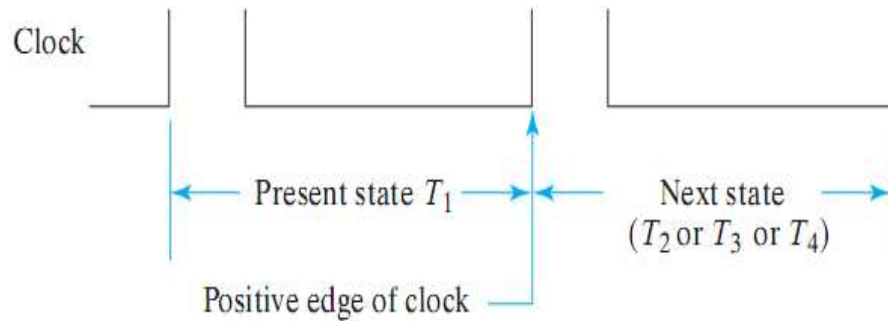 Clock
Present state T₁
Next state
(T₂ or T₃ or T₄)
Positive edge of clock